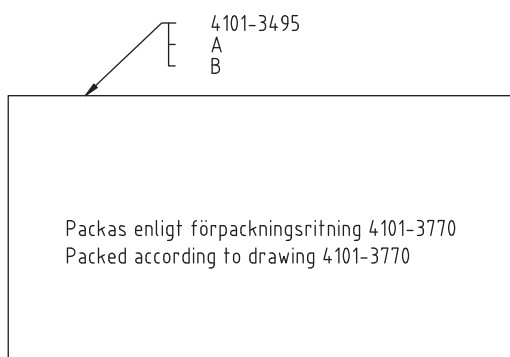 4101-3495
A
B
Packas enligt förpackningsritning 4101-3770
Packed according to drawing 4101-3770